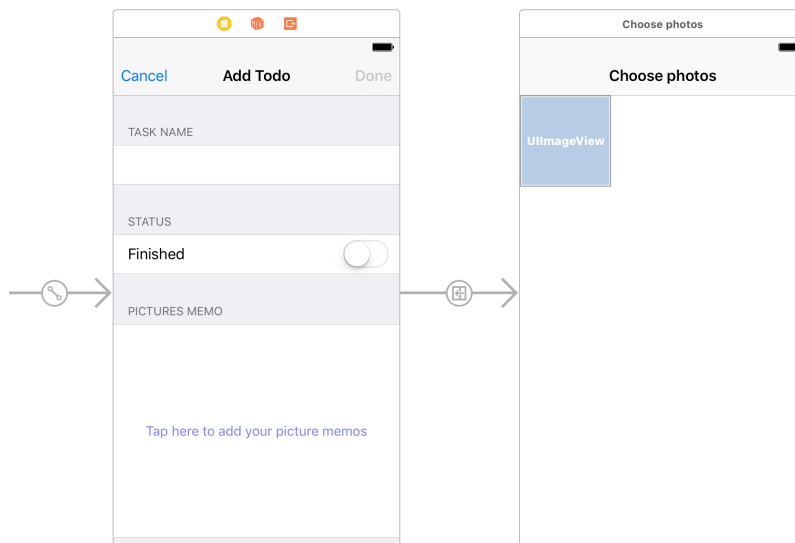 Cancel Add Todo Done
TASK NAME
STATUS
Finished
PICTURES MEMO
Tap here to add your picture memos
Choose photos
Choose photos
UIImageView